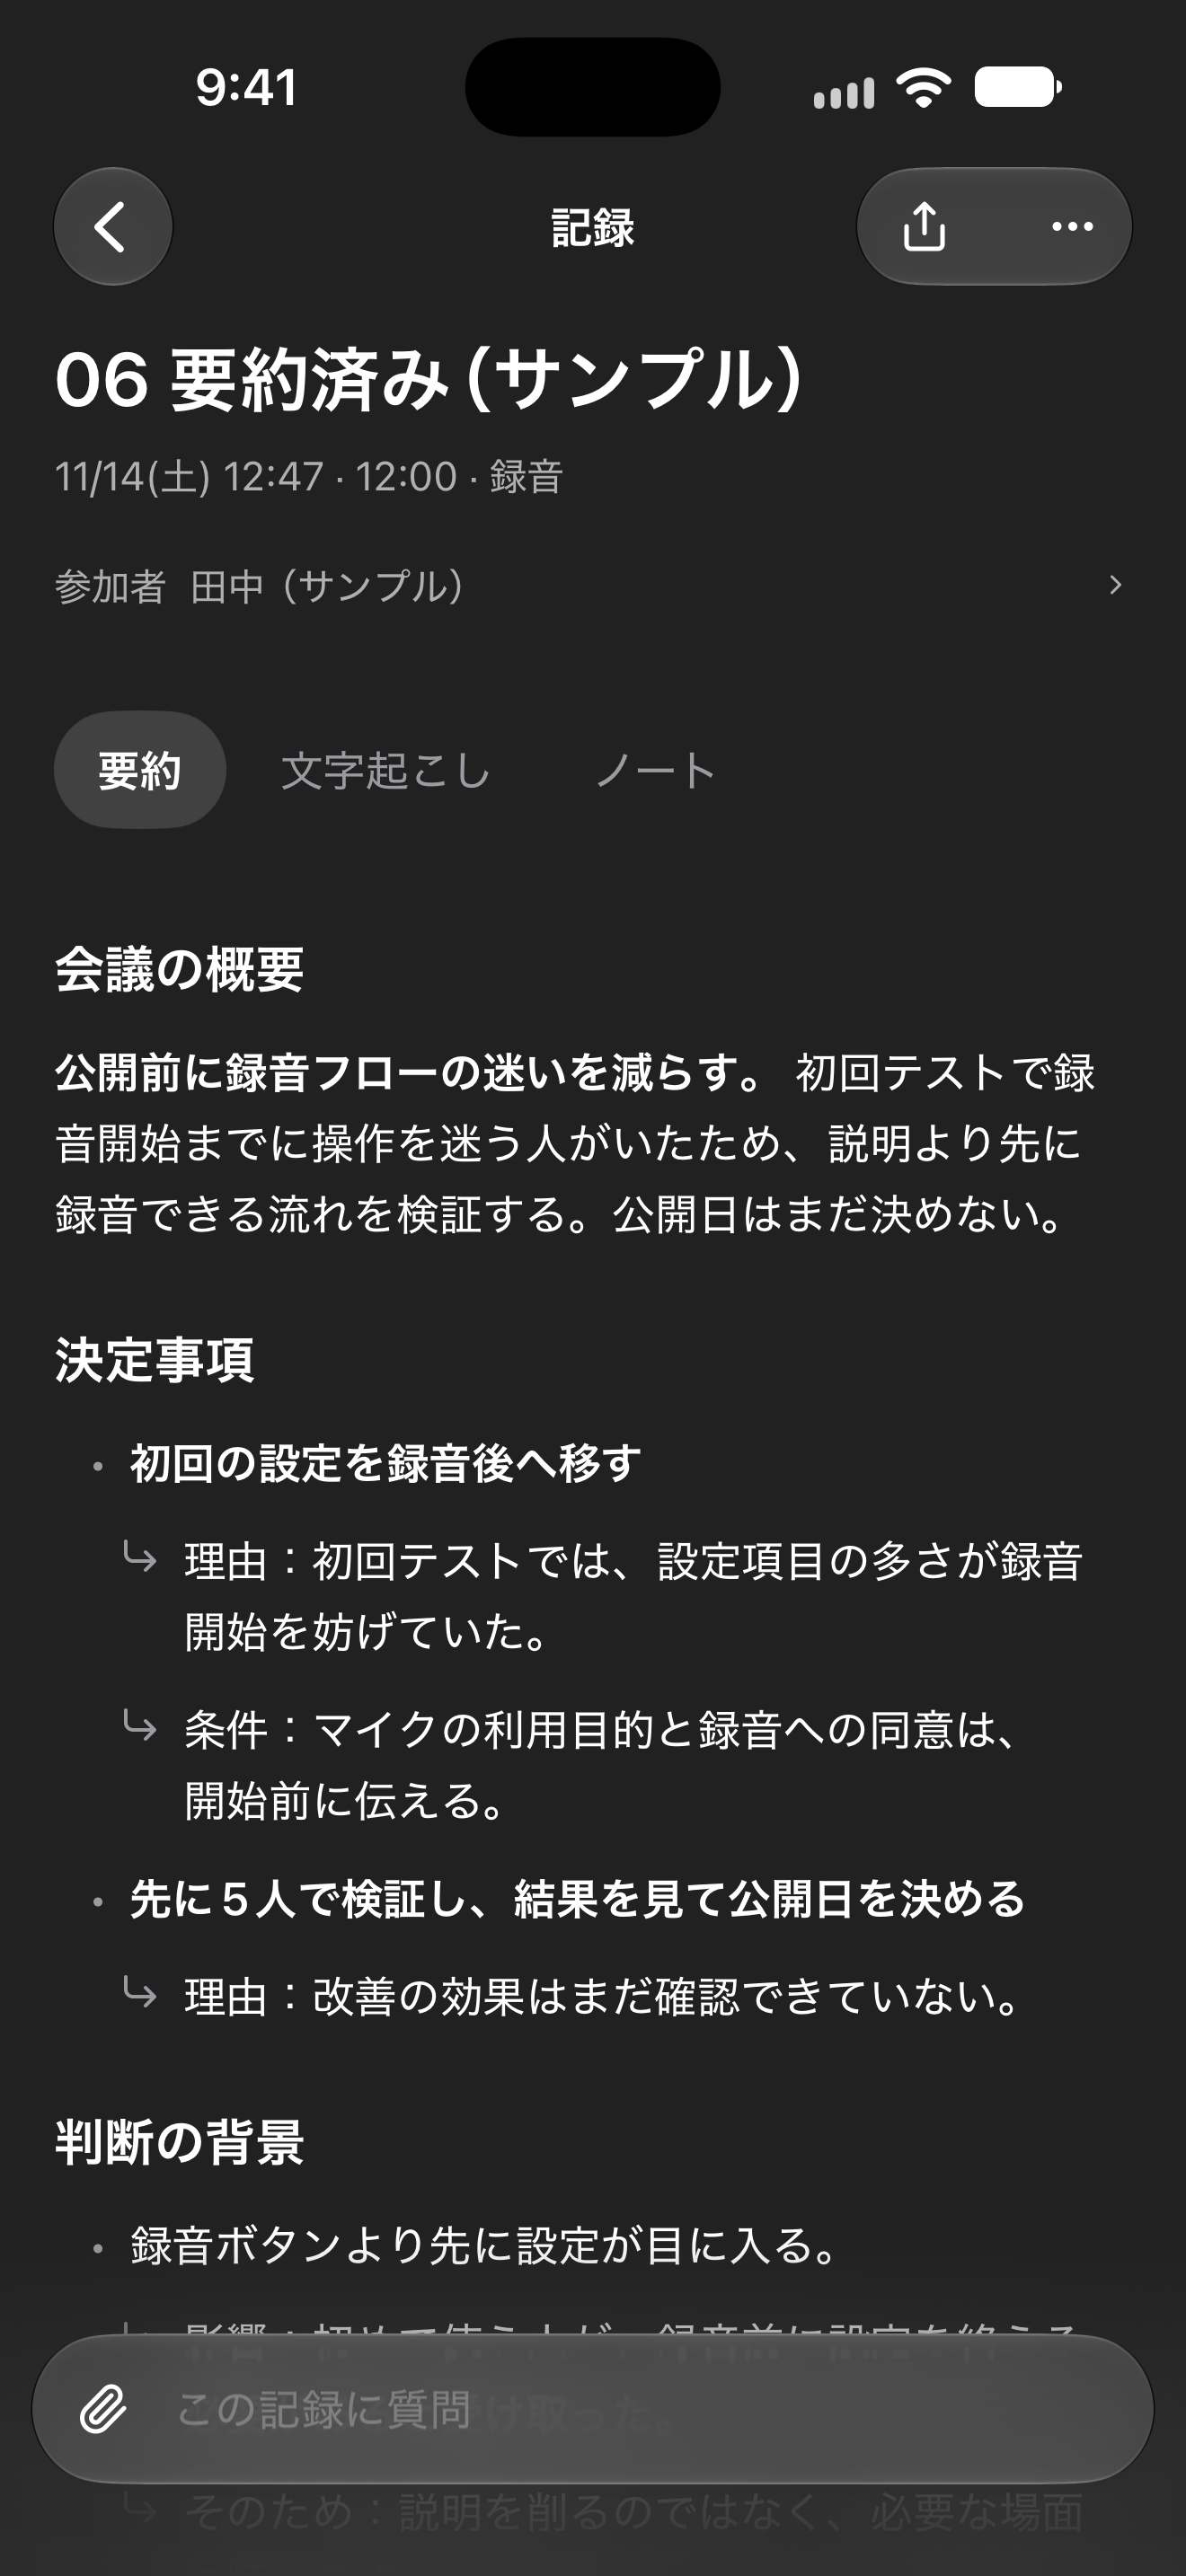 9:41
記録
06 要約済み（サンプル）
11/14(土) 12:47 · 12:00 · 録音
参加者 田中（サンプル）
要約 文字起こし ノート
会議の概要
公開前に録音フローの迷いを減らす。 初回テストで録
音開始までに操作を迷う人がいたため、説明より先に
録音できる流れを検証する。公開日はまだ決めない。
決定事項
• 初回の設定を録音後へ移す
理由：初回テストでは、設定項目の多さが録音
開始を妨げていた。
条件：マイクの利用目的と録音への同意は、
開始前に伝える。
• 先に５人で検証し、結果を見て公開日を決める
理由：改善の効果はまだ確認できていない。
判断の背景
• 録音ボタンより先に設定が目に入る。
この記録に質問
そのため：説明を削るのではなく、必要な場面